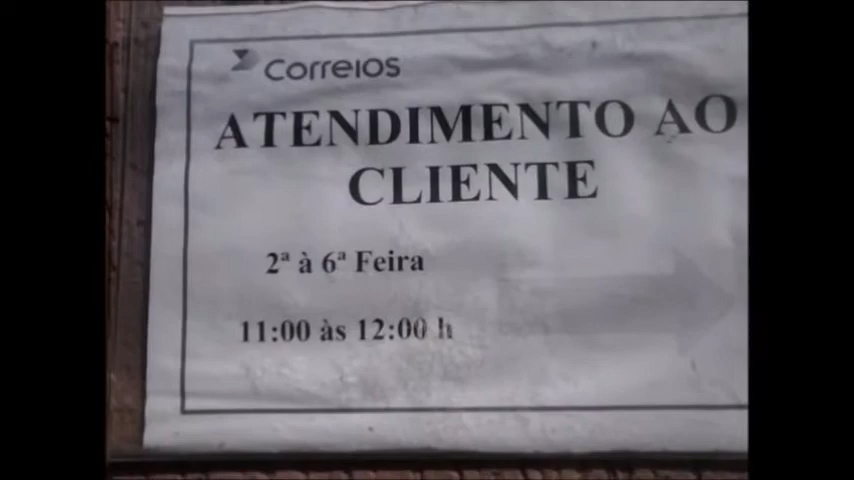 Correios
ATENDIMENTO AO
CLIENTE
2ª à 6ª Feira
11:00 às 12:00 h